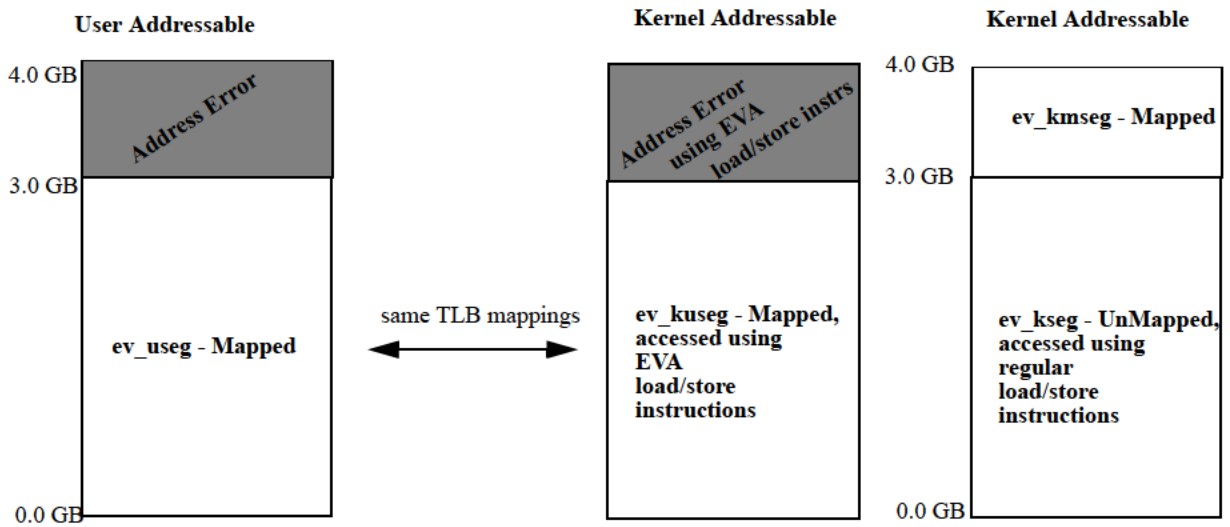 User Addressable
4.0 GB
Address Error
3.0 GB
ev_useg - Mapped
0.0 GB
same TLB mappings
Kernel Addressable
Address Error
using EVA
load/store instrs
ev_kuseg - Mapped,
accessed using
EVA
load/store
instructions
Kernel Addressable
4.0 GB
ev_kmseg - Mapped
3.0 GB
ev_kseg - UnMapped,
accessed using
regular
load/store
instructions
0.0 GB